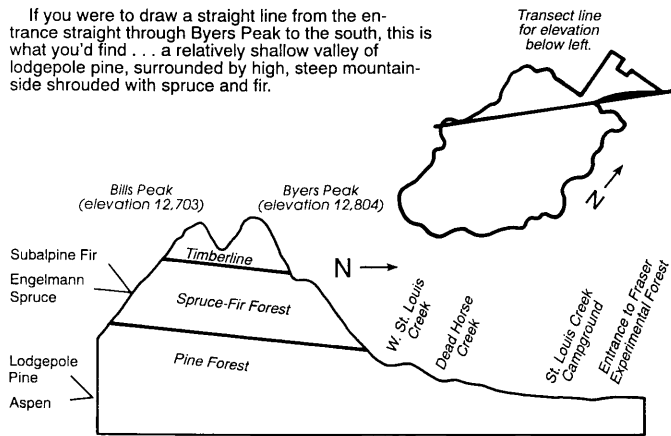 If you were to draw a straight line from the en-
trance straight through Byers Peak to the south, this is
what you'd find . . . a relatively shallow valley of
lodgepole pine, surrounded by high, steep mountain-
side shrouded with spruce and fir.
Transect line
for elevation
below left.
N
Bills Peak
(elevation 12,703)
Byers Peak
(elevation 12,804)
Timberline
N
Subalpine Fir
Engelmann
Spruce
Spruce-Fir Forest
Pine Forest
Lodgepole
Pine
Aspen
W. St. Louis
Creek
Dead Horse
Creek
St. Louis Creek
Campground
Entrance to Fraser
Experimental Forest